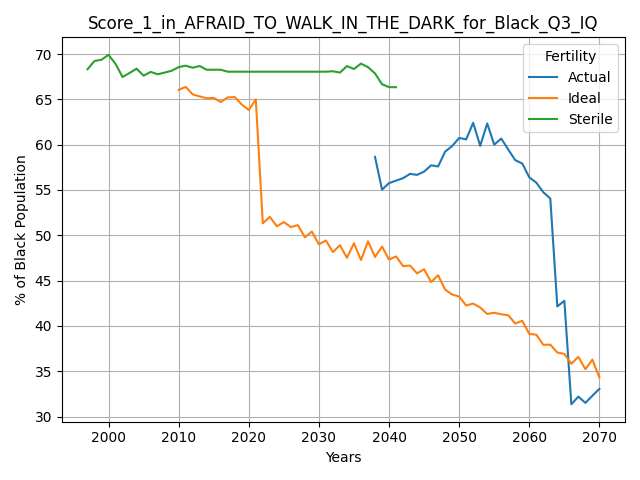 Score_1_in_AFRAID_TO_WALK_IN_THE_DARK_for_Black_Q3_IQ
Fertility
Actual
Ideal
Sterile
% of Black Population
70
65
60
55
50
45
40
35
30
2000 2010 2020 2030 2040 2050 2060 2070
Years